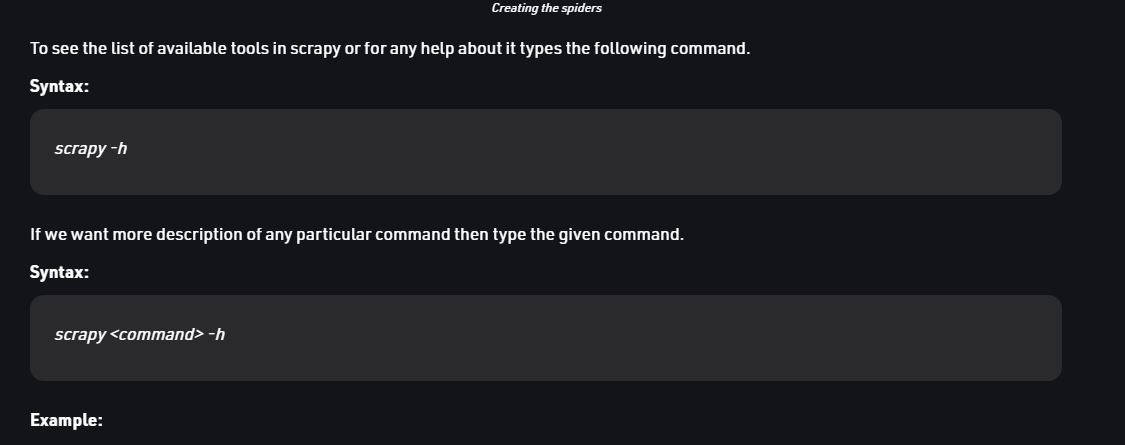 Creating the spiders
To see the list of available tools in scrapy or for any help about it types the following command.
Syntax:
scrapy -h
If we want more description of any particular command then type the given command.
Syntax:
scrapy <command> -h
Example: